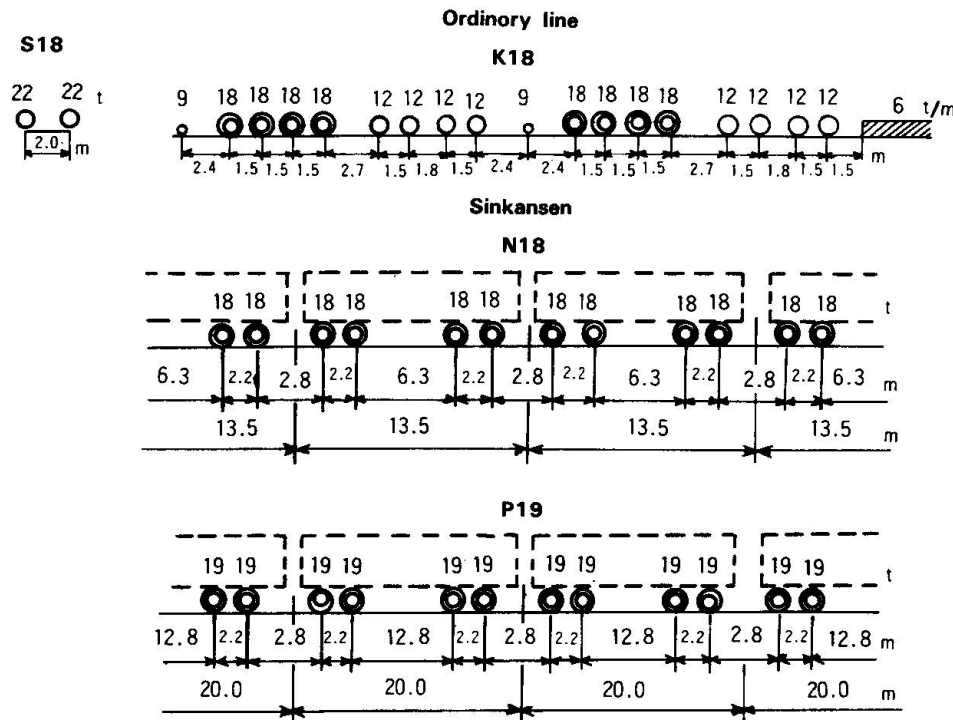 Ordinory line
S18
K18
22 22 t
9 18 18 18 18 12 12 12 12 9 18 18 18 18 12 12 12 12 6 t/m
2.0 m
2.4 1.5 1.5 1.5 2.7 1.5 1.8 1.5 2.4 2.4 1.5 1.5 1.5 2.7 1.5 1.8 1.5 1.5 m
Sinkansen
N18
18 18 18 18 18 18 18 18 18 18 18 18 t
6.3 2.2 2.8 2.2 6.3 2.2 2.8 2.2 6.3 2.2 2.8 2.2 6.3 m
13.5 13.5 13.5 13.5 m
P19
19 19 19 19 19 19 19 19 19 19 19 19 t
12.8 2.2 2.8 2.2 12.8 2.2 2.8 2.2 12.8 2.2 2.8 2.2 12.8 m
20.0 20.0 20.0 20.0 m